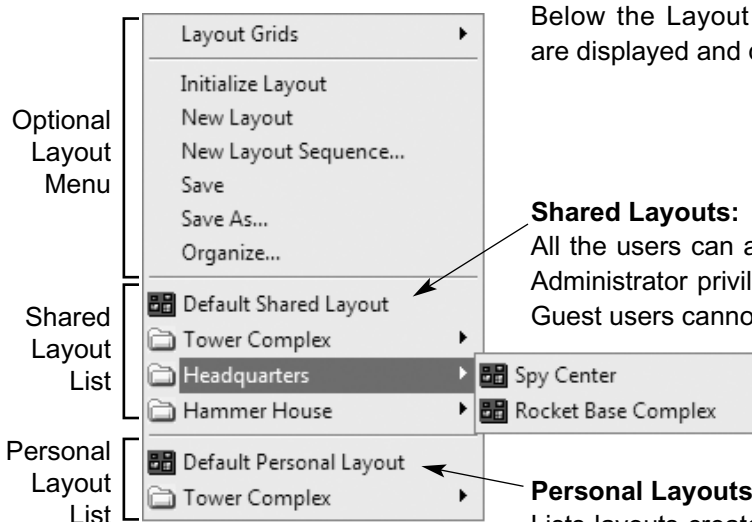 Below the Layout
are displayed and
Optional
Layout
Menu
Layout Grids
Initialize Layout
New Layout
New Layout Sequence...
Save
Save As...
Organize...
Shared
Layout
List
Default Shared Layout
Tower Complex
Headquarters
Hammer House
Spy Center
Rocket Base Complex
Personal
Layout
List
Default Personal Layout
Tower Complex
Shared Layouts:
All the users can
Administrator
Guest users
Personal Layouts
Lists layouts